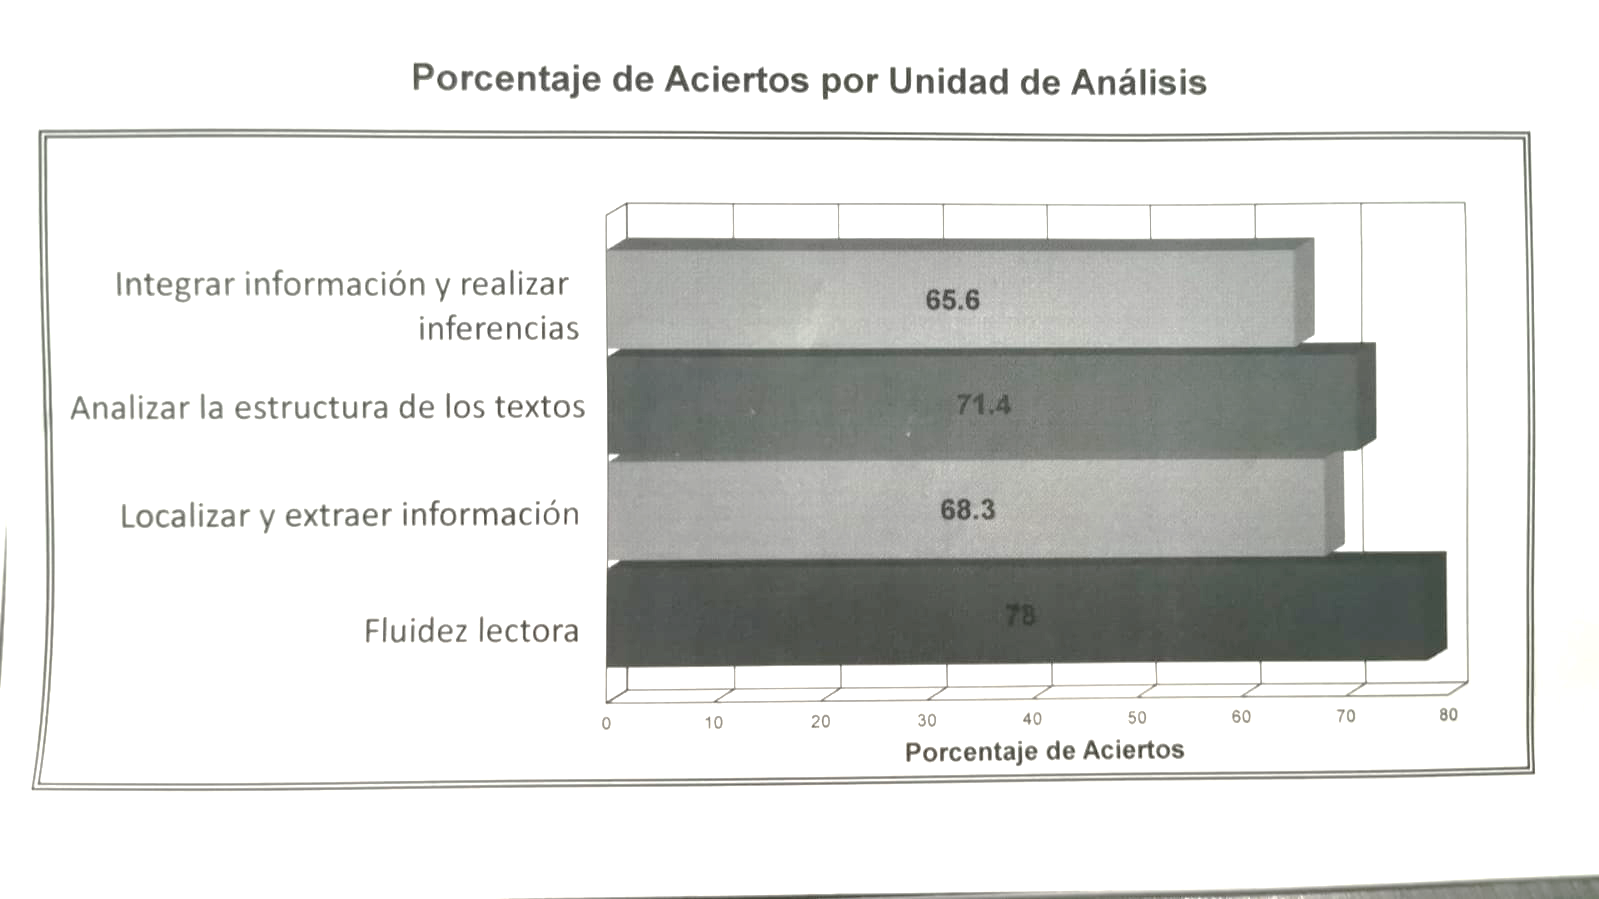 Porcentaje de Aciertos por Unidad de Análisis
Integrar información y realizar
inferencias
65.6
Analizar la estructura de los textos
71.4
Localizar y extraer información
68.3
Fluidez lectora
78
0 10 20 30 40 50 60 70 80
Porcentaje de Aciertos